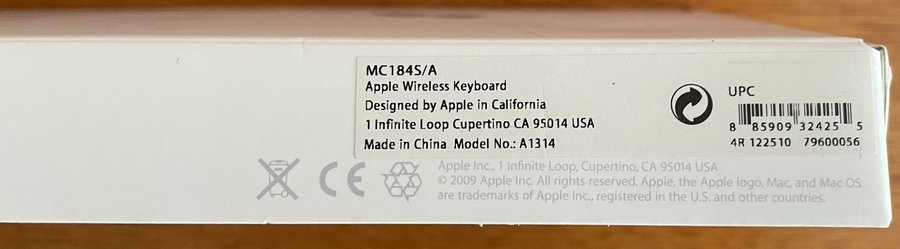 MC184S/A
Apple Wireless Keyboard
Designed by Apple in California
1 Infinite Loop Cupertino CA 95014 USA
Made in China Model No.: A1314
UPC
8 85909 32425 5
4R 122510 79600056
CE
Apple Inc., 1 Infinite Loop, Cupertino, CA 95014 USA
© 2009 Apple Inc. All rights reserved. Apple, the Apple logo, Mac, and Mac OS
are trademarks of Apple Inc., registered in the U.S. and other countries.